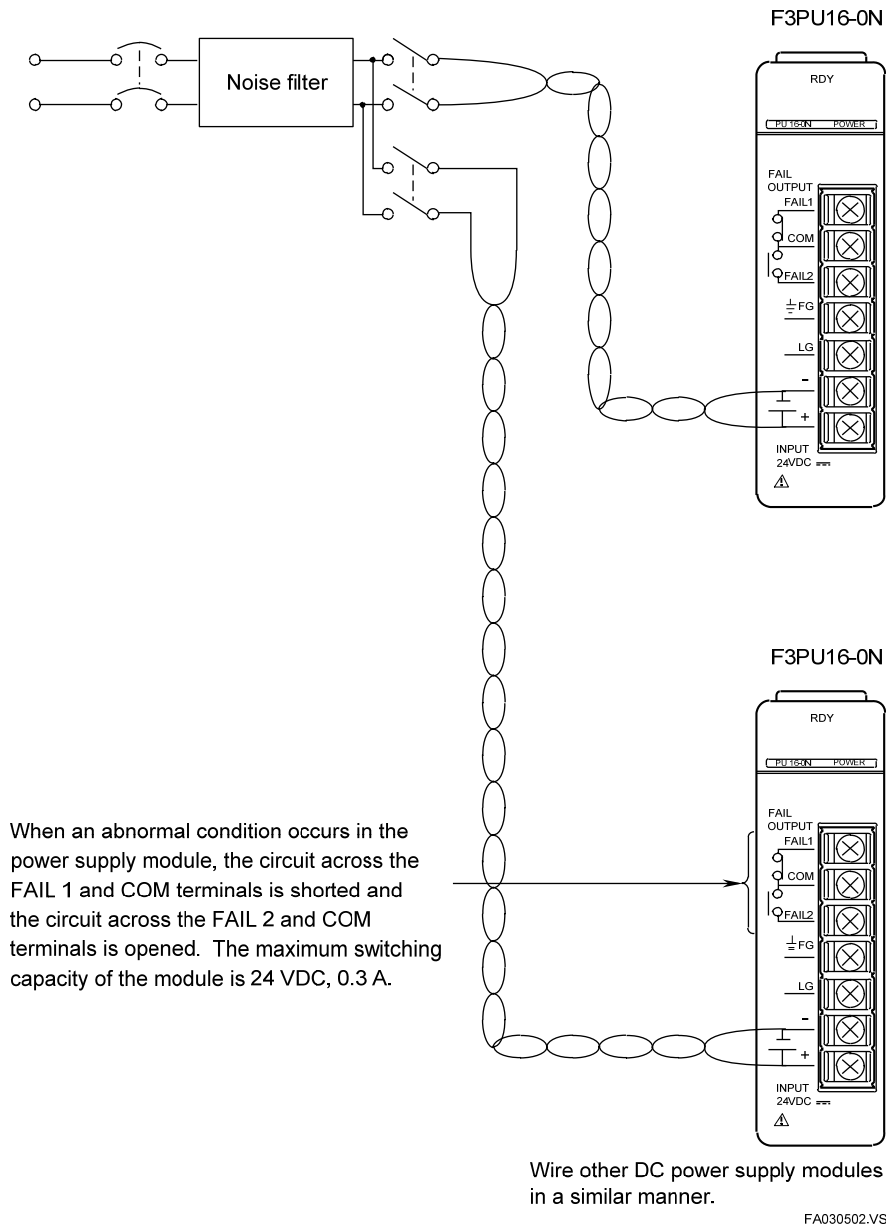 F3PU16-0N
Noise filter
RDY
PU 16-0N POWER
FAIL
OUTPUT
FAIL1
COM
FAIL2
FG
LG
-
+
INPUT
24VDC
F3PU16-0N
RDY
PU 16-0N POWER
FAIL
OUTPUT
FAIL1
COM
FAIL2
FG
LG
-
+
INPUT
24VDC
When an abnormal condition occurs in the
power supply module, the circuit across the
FAIL 1 and COM terminals is shorted and
the circuit across the FAIL 2 and COM
terminals is opened. The maximum switching
capacity of the module is 24 VDC, 0.3 A.
Wire other DC power supply modules
in a similar manner.
FA030502.VS